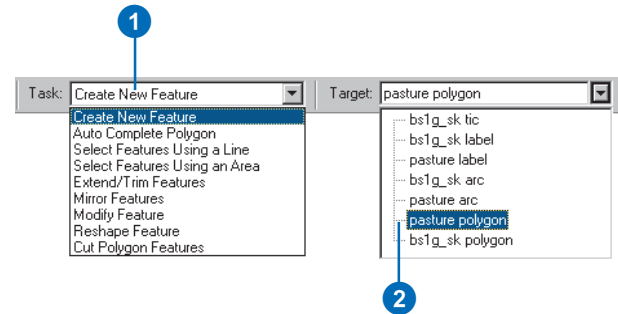 1
Task: Create New Feature Target: pasture polygon
Create New Feature
Auto Complete Polygon
Select Features Using a Line
Select Features Using an Area
Extend/Trim Features
Mirror Features
Modify Feature
Reshape Feature
Cut Polygon Features
bs1g_sk tic
bs1g_sk label
pasture label
bs1g_sk arc
pasture arc
pasture polygon
bs1g_sk polygon
2